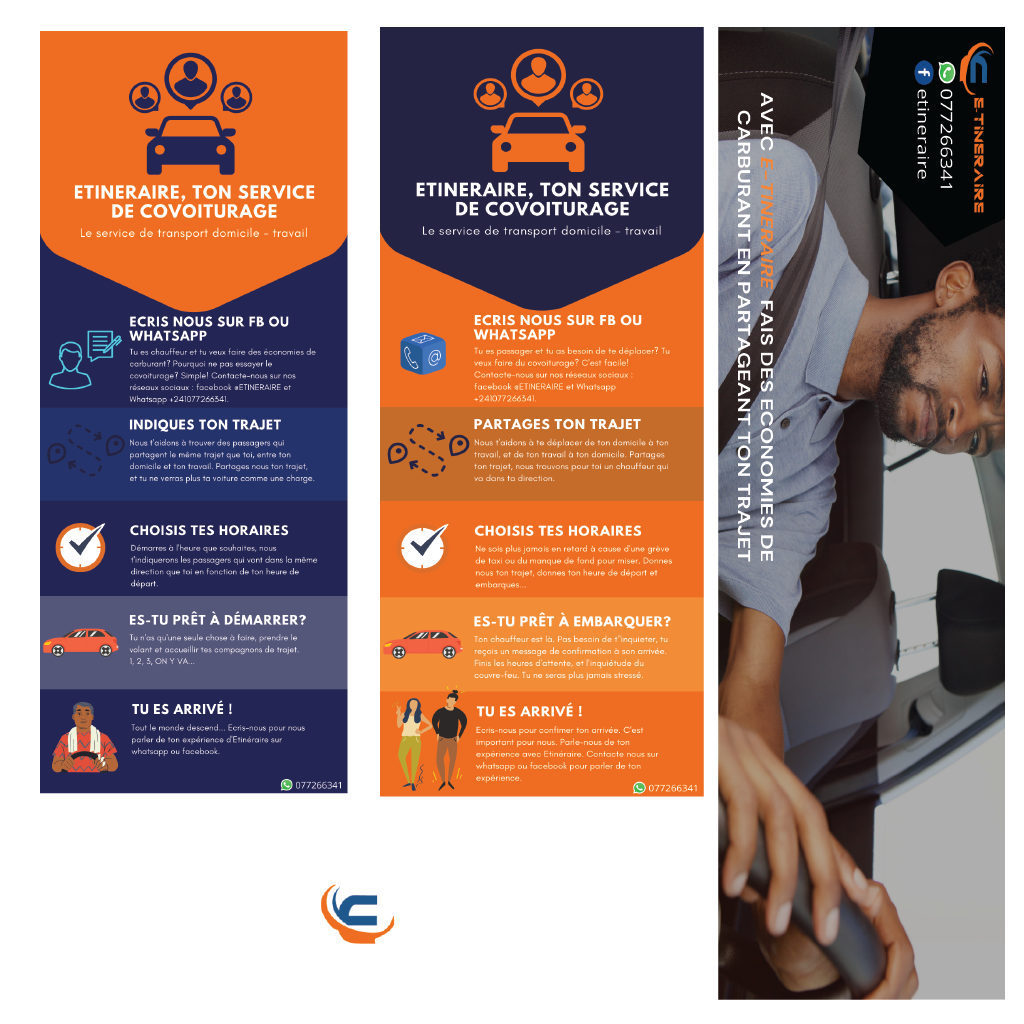 ETINERAIRE, TON SERVICE
DE COVOITURAGE
Le service de transport domicile - travail
ECRIS NOUS SUR FB OU
WHATSAPP
Tu es chauffeur et tu veux faire des économies de
carburant? Pourquoi ne pas essayer le
covoiturage? Simple! Contacte-nous sur nos
réseaux sociaux : facebook @ETINERAIRE et
Whatsapp +241077266341.
INDIQUES TON TRAJET
Nous t'aidons à trouver des passagers qui
partagent le même trajet que toi, entre ton
domicile et ton travail. Partages nous ton trajet,
et tu ne verras plus ta voiture comme une charge.
CHOISIS TES HORAIRES
Démarres à l'heure que souhaites, nous
t'indiquerons les passagers qui vont dans la même
direction que toi en fonction de ton heure de
départ.
ES-TU PRÊT À DÉMARRER?
Tu n'as qu'une seule chose à faire, prendre le
volant et accueillir tes compagnons de trajet.
1, 2, 3, ON Y VA...
TU ES ARRIVÉ !
Tout le monde descend... Ecris-nous pour nous
parler de ton expérience d'Etinéraire sur
whatsapp ou facebook.
077266341
ETINERAIRE, TON SERVICE
DE COVOITURAGE
Le service de transport domicile - travail
ECRIS NOUS SUR FB OU
WHATSAPP
Tu es passager et tu as besoin de te déplacer? Tu
veux faire du covoiturage? C'est facile!
Contacte-nous sur nos réseaux sociaux :
facebook @ETINERAIRE et Whatsapp
+241077266341.
PARTAGES TON TRAJET
Nous t'aidons à te déplacer de ton domicile à ton
travail, et de ton travail à ton domicile. Partages
ton trajet, nous trouvons pour toi un chauffeur qui
va dans ta direction.
CHOISIS TES HORAIRES
Ne sois plus jamais en retard à cause d'une grève
de taxi ou du manque de fond pour miser. Donnes
nous ton trajet, donnes ton heure de départ et
embarques...
ES-TU PRÊT À EMBARQUER?
Ton chauffeur est là. Pas besoin de t"inquieter, tu
reçois un message de confirmation à son arrivée.
Finis les heures d'attente, et l'inquiétude du
couvre-feu. Tu ne seras plus jamais stressé.
TU ES ARRIVÉ !
Ecris-nous pour confimer ton arrivée. C'est
important pour nous. Parle-nous de ton
expérience avec Etinéraire. Contacte nous sur
whatsapp ou facebook pour parler de ton
expérience.
077266341
E-TINERAIRE
077266341
etineraire
AVEC E-TINERAIRE FAIS DES ECONOMIES DE
CARBURANT EN PARTAGEANT TON TRAJET